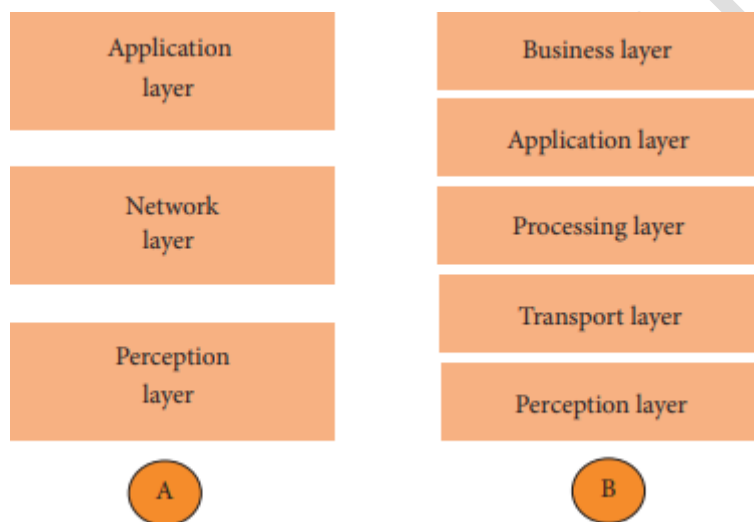 Application
layer
Network
layer
Perception
layer
A
Business layer
Application layer
Processing layer
Transport layer
Perception layer
B